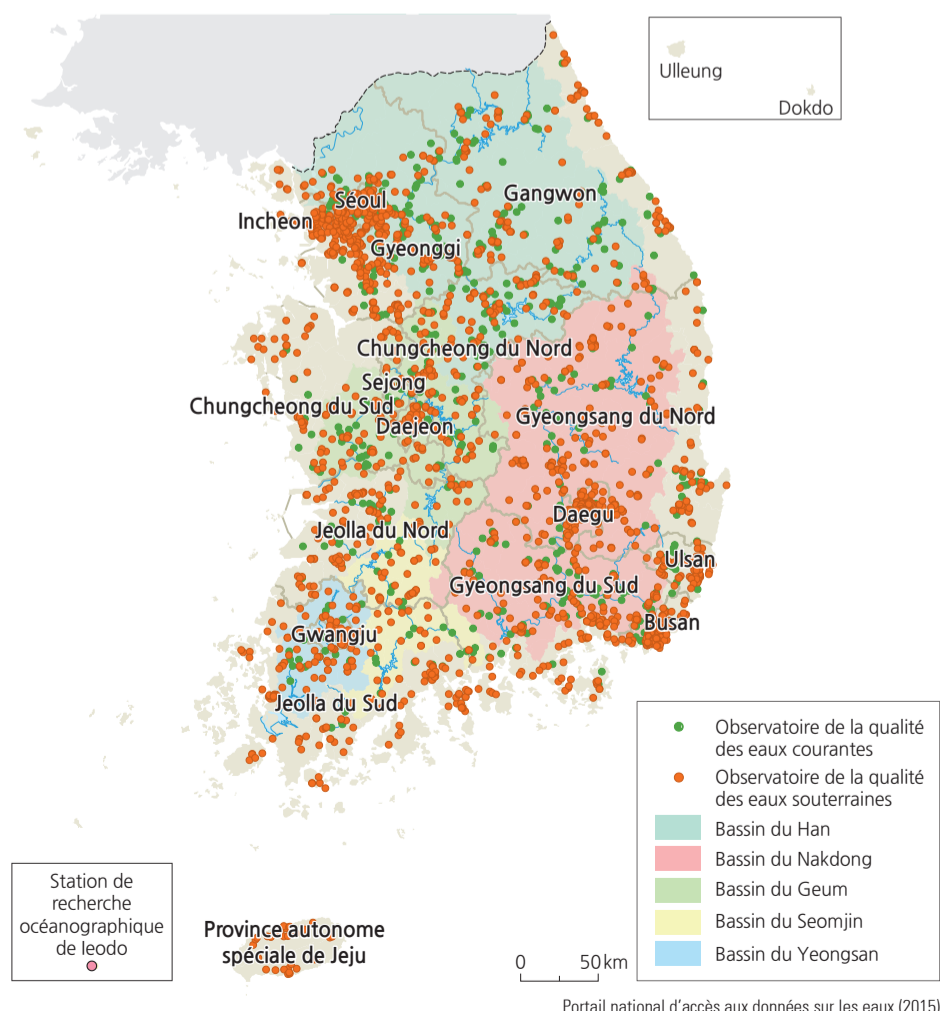 Ulleung
Dokdo
Séoul
Incheon
Gangwon
Gyeonggi
Chungcheong du Nord
Sejong
Chungcheong du Sud
Daejeon
Gyeongsang du Nord
Daegu
Jeolla du Nord
Ulsan
Gyeongsang du Sud
Busan
Gwangju
Jeolla du Sud
Observatoire de la qualité
des eaux courantes
Observatoire de la qualité
des eaux souterraines
Bassin du Han
Bassin du Nakdong
Bassin du Geum
Bassin du Seomjin
Bassin du Yeongsan
Station de
recherche
océanographique
de Ieodo
Province autonome
spéciale de Jeju
0 50km
Portail national d'accès aux données sur les eaux (2015)